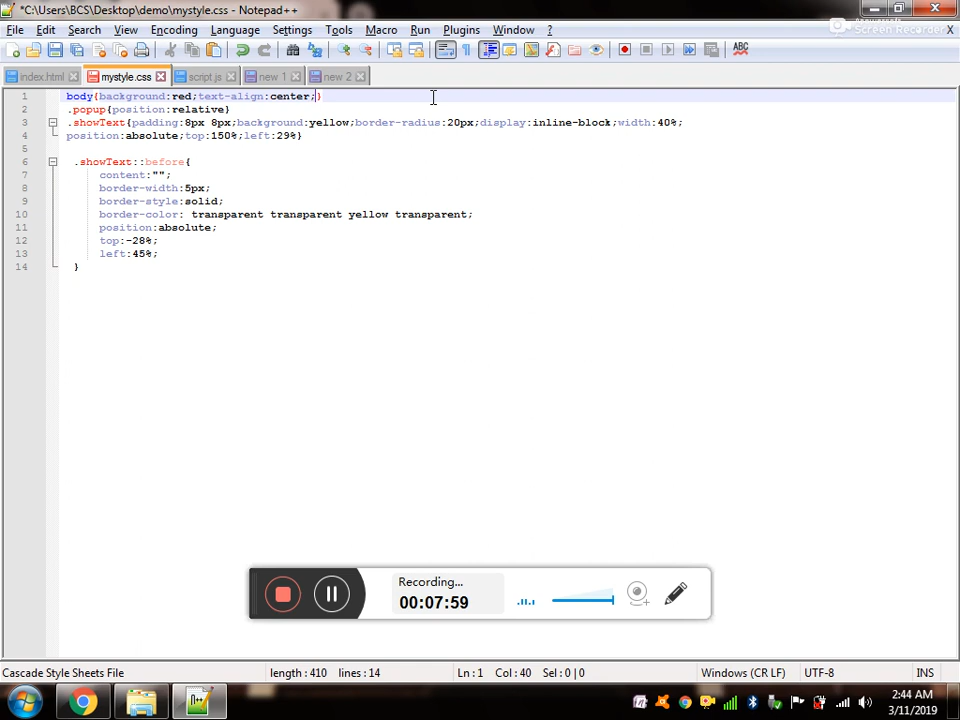 *C:\Users\BCS\Desktop\demo\mystyle.css - Notepad++
File Edit Search View Encoding Language Settings Tools Macro Run Plugins Window ? X
Screen Recorder
index.html mystyle.css script.js new 1 new 2
1 body{background:red;text-align:center;}
2 .popup{position:relative}
3 .showText{padding:8px 8px;background:yellow;border-radius:20px;display:inline-block;width:40%;
4 position:absolute;top:150%;left:29%}
5
6 .showText::before{
7 content:"";
8 border-width:5px;
9 border-style:solid;
10 border-color: transparent transparent yellow transparent;
11 position:absolute;
12 top:-28%;
13 left:45%;
14 }
Recording...
00:07:59
Cascade Style Sheets File length : 410 lines : 14 Ln : 1 Col : 40 Sel : 0 | 0 Windows (CR LF) UTF-8 INS
2:44 AM
3/11/2019